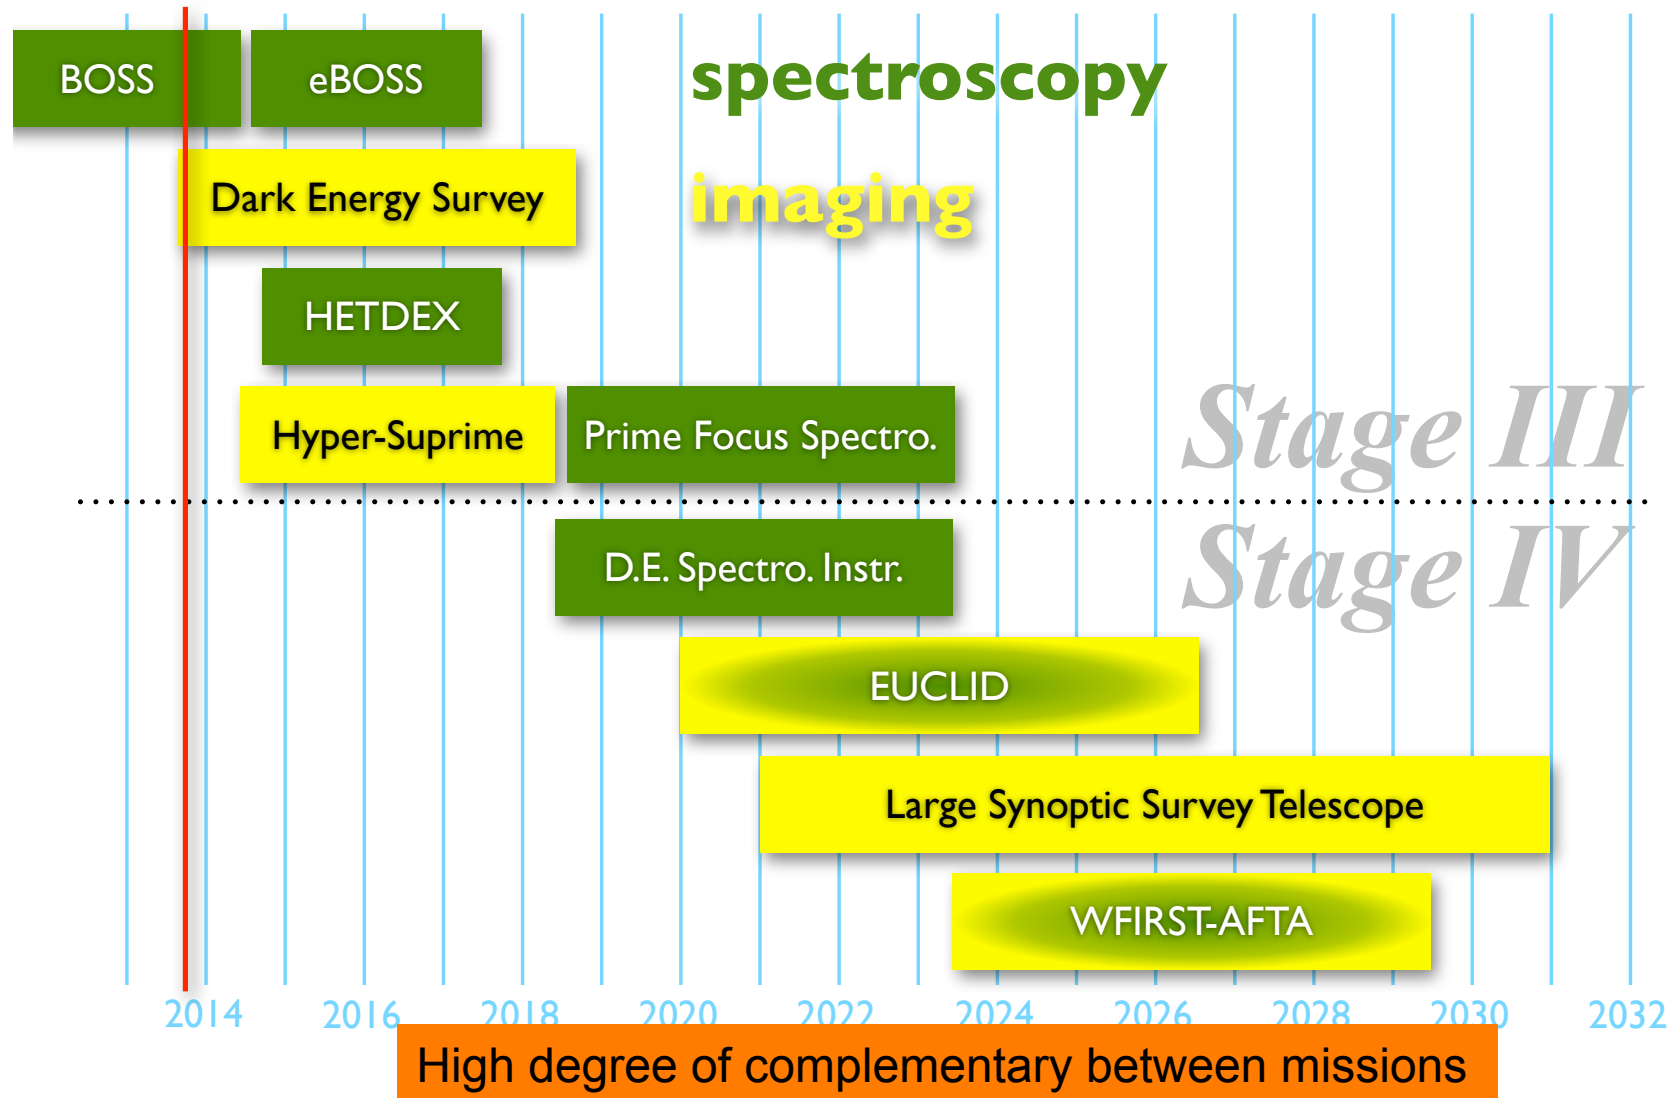 BOSS
eBOSS
spectroscopy
Dark Energy Survey
imaging
HETDEX
Hyper-Suprime
Prime Focus Spectro.
Stage III
D.E. Spectro. Instr.
Stage IV
EUCLID
Large Synoptic Survey Telescope
WFIRST-AFTA
2014 2016 2018 2020 2022 2024 2026 2028 2030 2032
High degree of complementary between missions